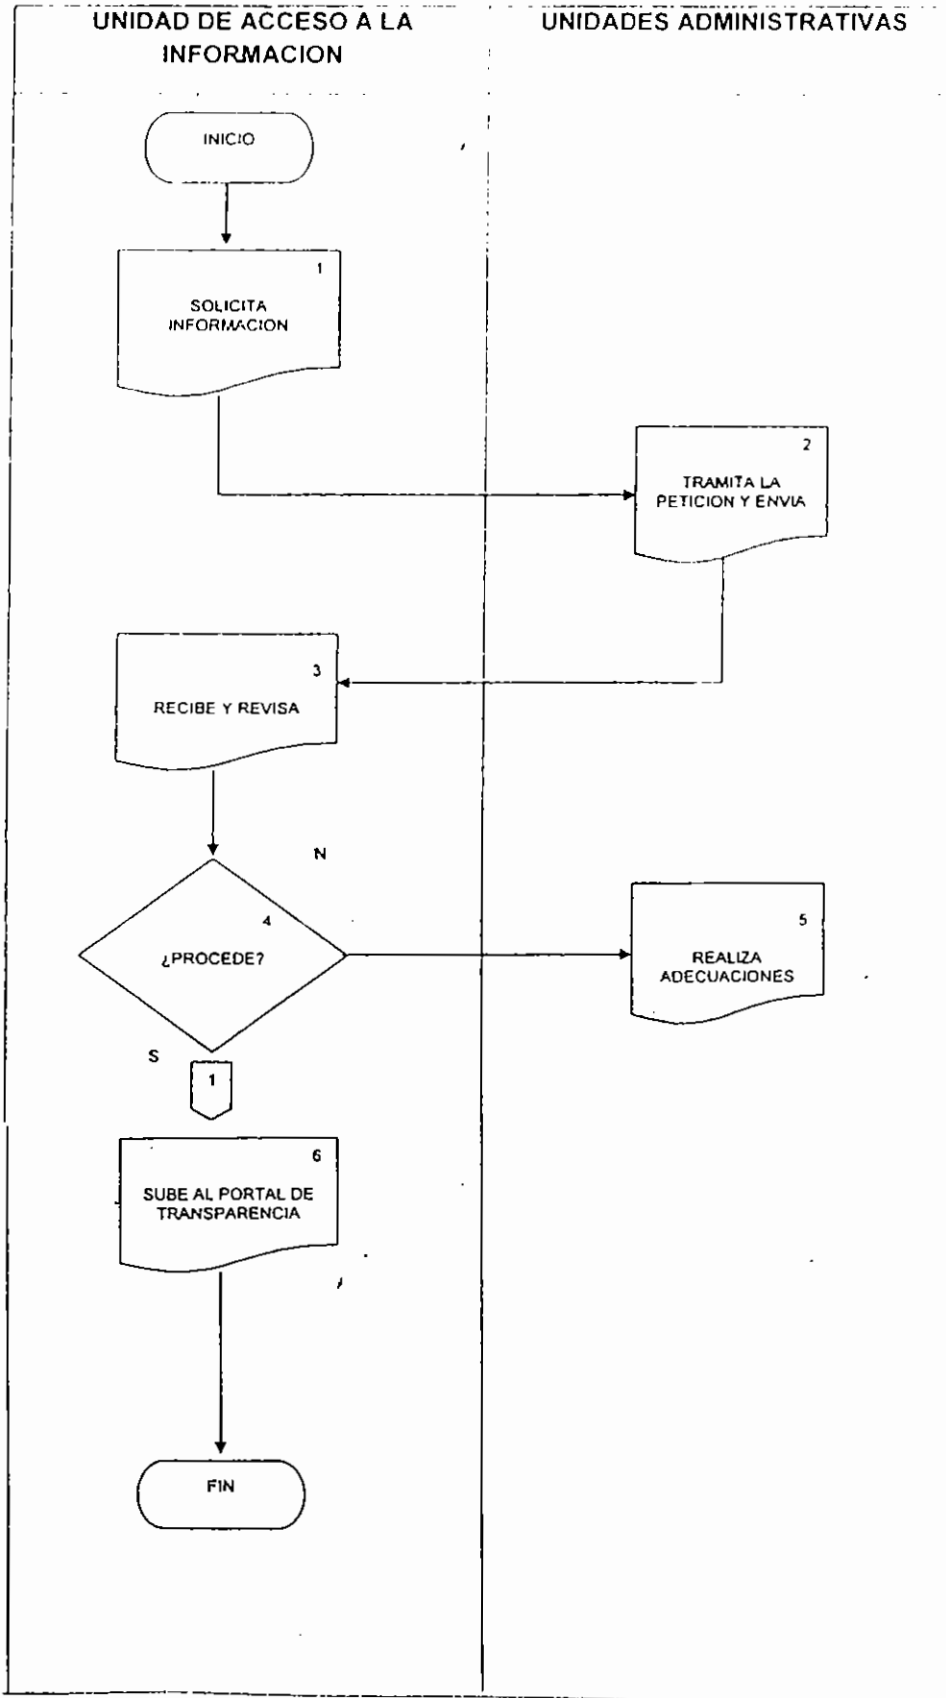 UNIDAD DE ACCESO A LA
INFORMACION
UNIDADES ADMINISTRATIVAS
INICIO
1
SOLICITA
INFORMACION
2
TRAMITA LA
PETICION Y ENVIA
3
RECIBE Y REVISA
N
4
¿PROCEDE?
5
REALIZA
ADECUACIONES
S
1
6
SUBE AL PORTAL DE
TRANSPARENCIA
FIN